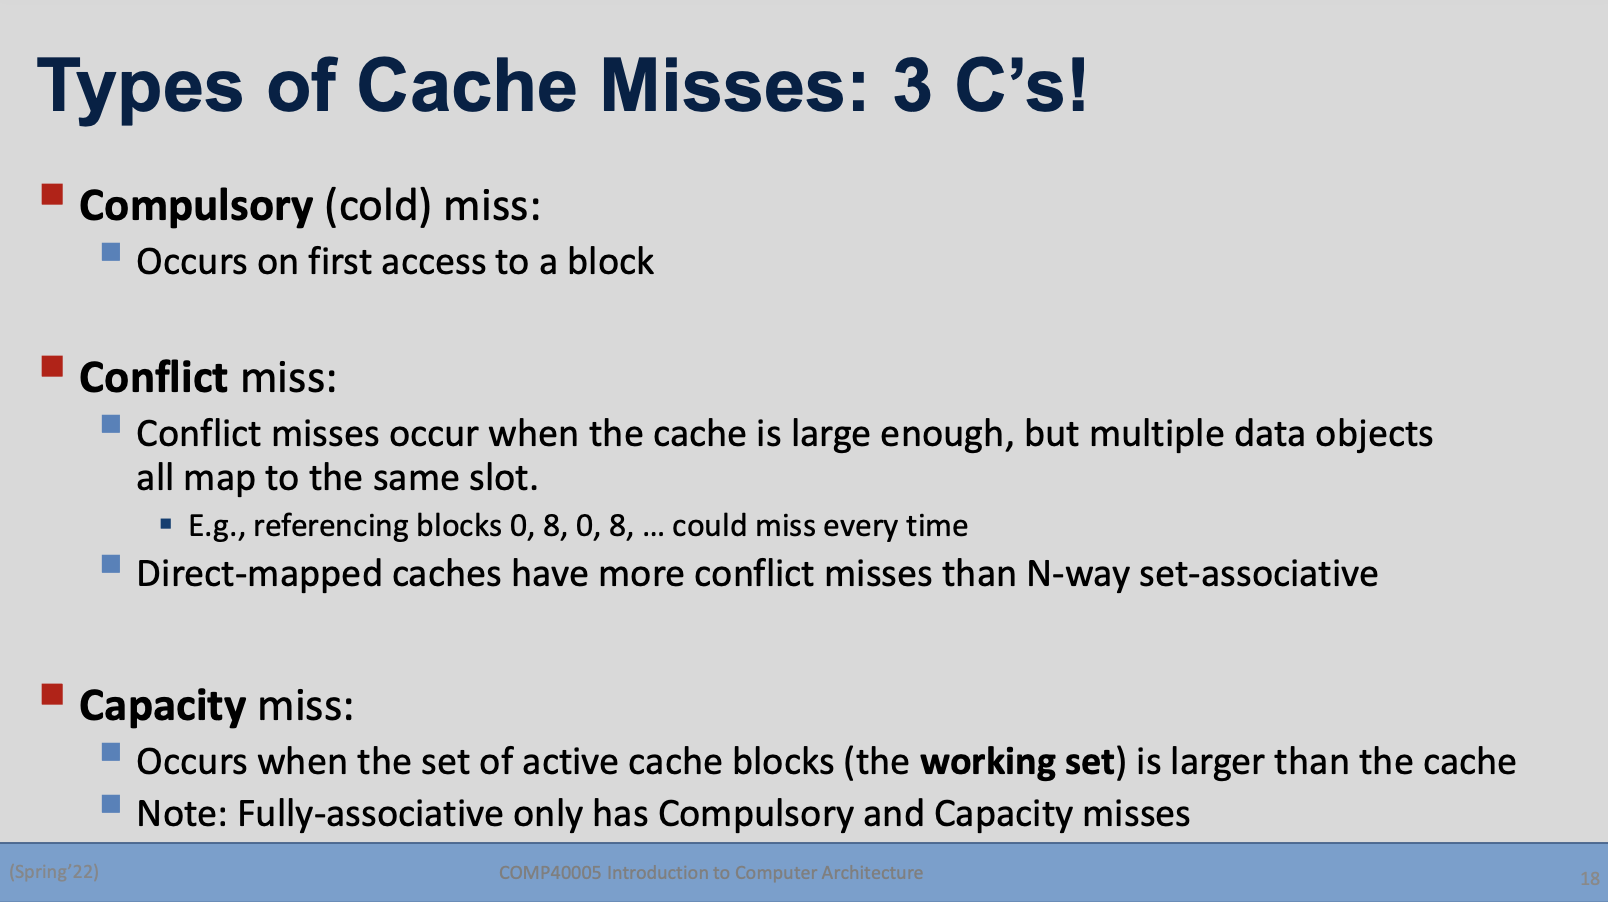 Types of Cache Misses: 3 C’s!
Compulsory (cold) miss:
Occurs on first access to a block
Conflict miss:
Conflict misses occur when the cache is large enough, but multiple data objects
all map to the same slot.
E.g., referencing blocks 0, 8, 0, 8, ... could miss every time
Direct-mapped caches have more conflict misses than N-way set-associative
Capacity miss:
Occurs when the set of active cache blocks (the working set) is larger than the cache
Note: Fully-associative only has Compulsory and Capacity misses
(Spring’22)
COMP40005 Introduction to Computer Architecture
18